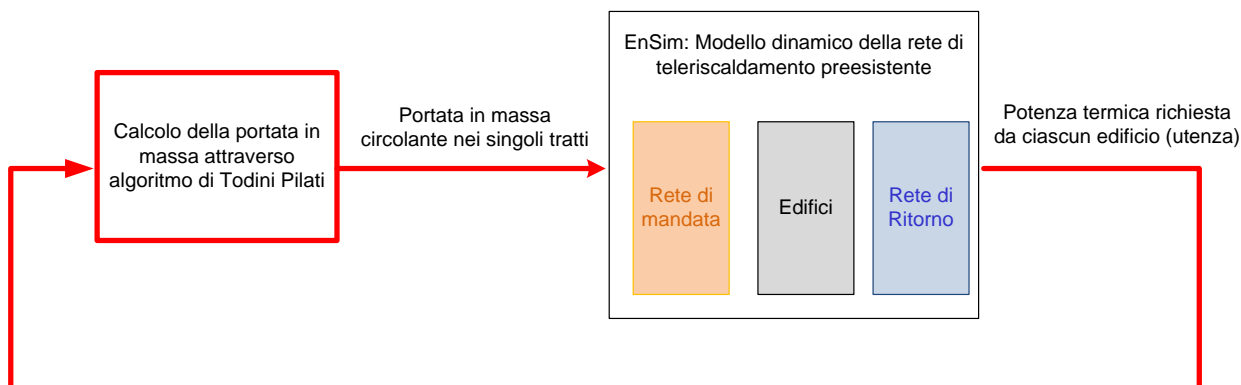 Calcolo della portata in
massa attraverso
algoritmo di Todini Pilati
Portata in massa
circolante nei singoli tratti
EnSim: Modello dinamico della rete di
teleriscaldamento preesistente
Rete di
mandata
Edifici
Rete di
Ritorno
Potenza termica richiesta
da ciascun edificio (utenza)